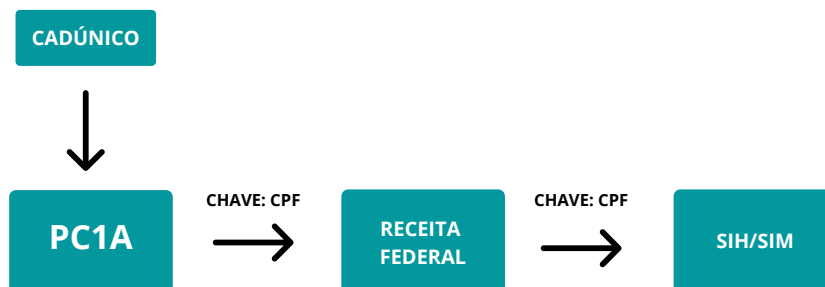 CADÚNICO
CHAVE: CPF
CHAVE: CPF
PC1A
RECEITA
FEDERAL
SIH/SIM